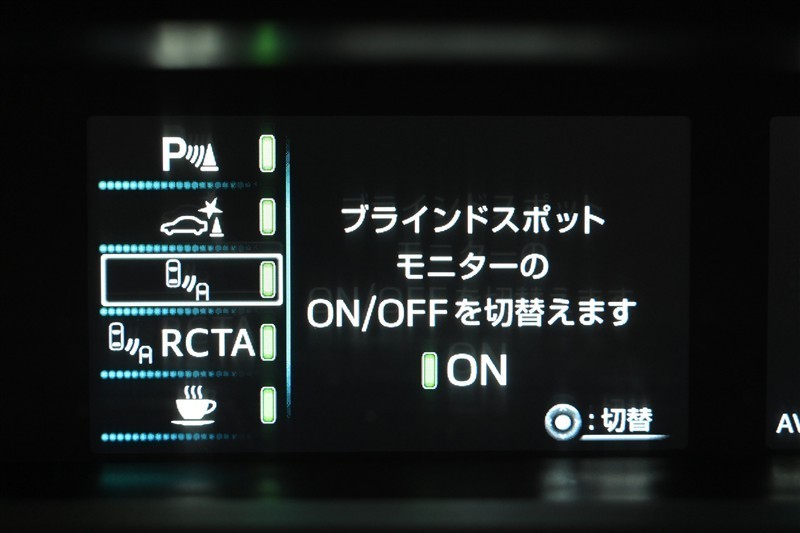 P
A
A RCTA
ブラインドスポット
モニターの
ON/OFFを切替えます
ON
:切替
AV